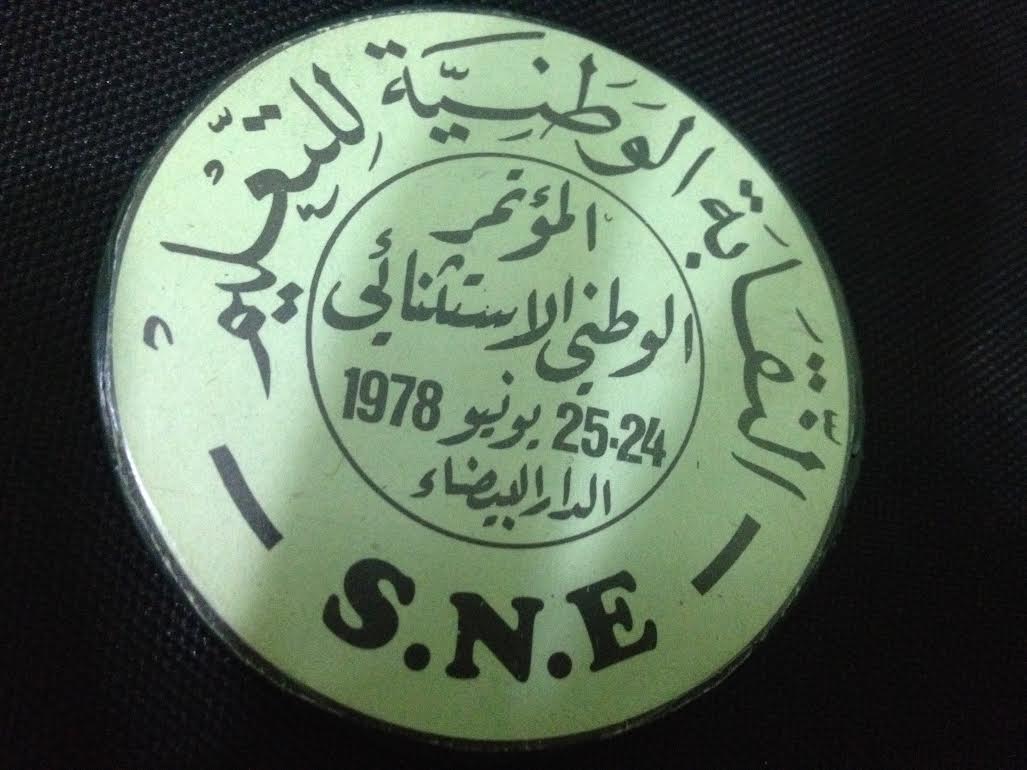 النقابة الوطنية للتعليم
المؤتمر
الوطني الاستثنائي
25.24 يونيو 1978
الدار البيضاء
S.N.E